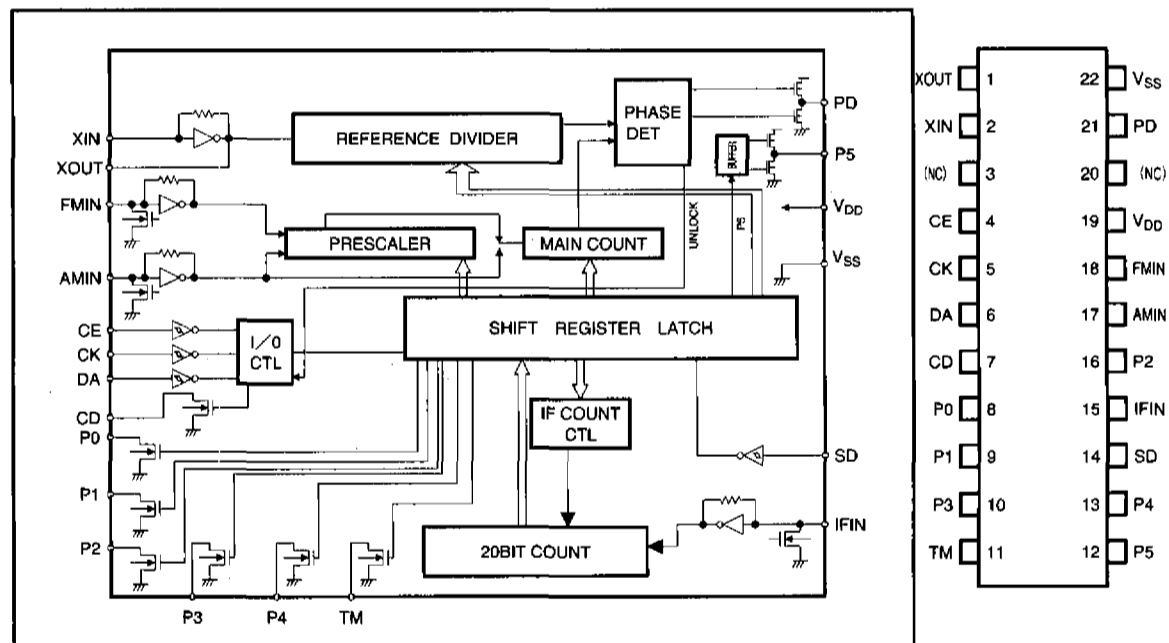 XIN
XOUT
FMIN
AMIN
CE
CK
DA
CD
P0
P1
P2
P3
P4
TM
REFERENCE DIVIDER
PHASE
DET
PRESCALER
MAIN COUNT
BUFFER
P5
UNLOCK
I/O
CTL
SHIFT REGISTER LATCH
IF COUNT
CTL
20BIT COUNT
PD
P5
VDD
VSS
SD
IFIN
XOUT 1 22 VSS
XIN 2 21 PD
(NC) 3 20 (NC)
CE 4 19 VDD
CK 5 18 FMIN
DA 6 17 AMIN
CD 7 16 P2
P0 8 15 IFIN
P1 9 14 SD
P3 10 13 P4
TM 11 12 P5